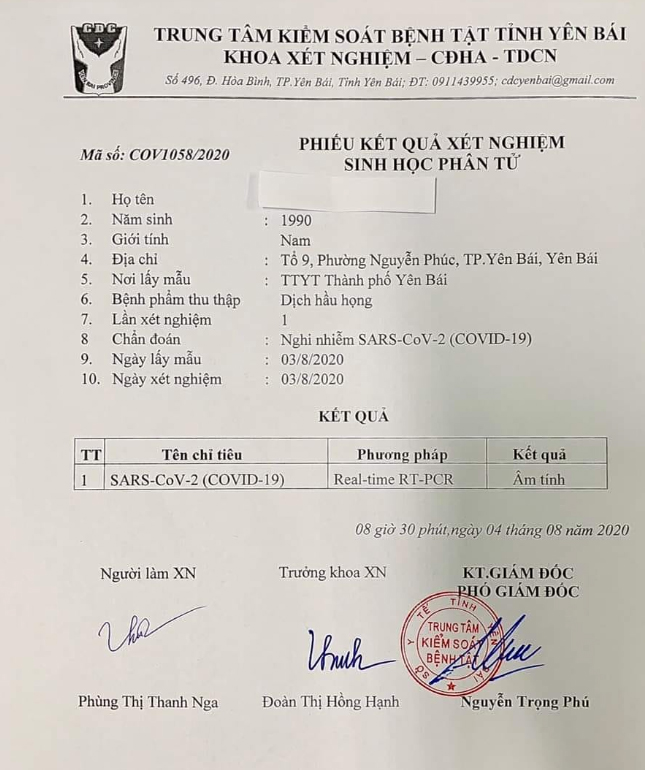 CDC
YEN BAI PROVINCE
TRUNG TÂM KIỂM SOÁT BỆNH TẬT TỈNH YÊN BÁI
KHOA XÉT NGHIỆM – CĐHA - TDCN
Số 496, Đ. Hòa Bình, TP.Yên Bái, Tỉnh Yên Bái; ĐT: 0911439955; cdcyenbai@gmail.com
Mã số: COV1058/2020
PHIẾU KẾT QUẢ XÉT NGHIỆM
SINH HỌC PHÂN TỬ
1. Họ tên
2. Năm sinh : 1990
3. Giới tính Nam
4. Địa chỉ : Tổ 9, Phường Nguyễn Phúc, TP.Yên Bái, Yên Bái
5. Nơi lấy mẫu : TTYT Thành phố Yên Bái
6. Bệnh phẩm thu thập Dịch hầu họng
7. Lần xét nghiệm 1
8 Chẩn đoán : Nghi nhiễm SARS-CoV-2 (COVID-19)
9. Ngày lấy mẫu : 03/8/2020
10. Ngày xét nghiệm : 03/8/2020
KẾT QUẢ
TT Tên chỉ tiêu Phương pháp Kết quả
1 SARS-CoV-2 (COVID-19) Real-time RT-PCR Âm tính
08 giờ 30 phút,ngày 04 tháng 08 năm 2020
Người làm XN Trưởng khoa XN KT.GIÁM ĐỐC
PHÓ GIÁM ĐỐC
SỞ Y TẾ TỈNH YÊN BÁI
TRUNG TÂM
KIỂM SOÁT
BỆNH TẬT
Phùng Thị Thanh Nga Đoàn Thị Hồng Hạnh Nguyễn Trọng Phú